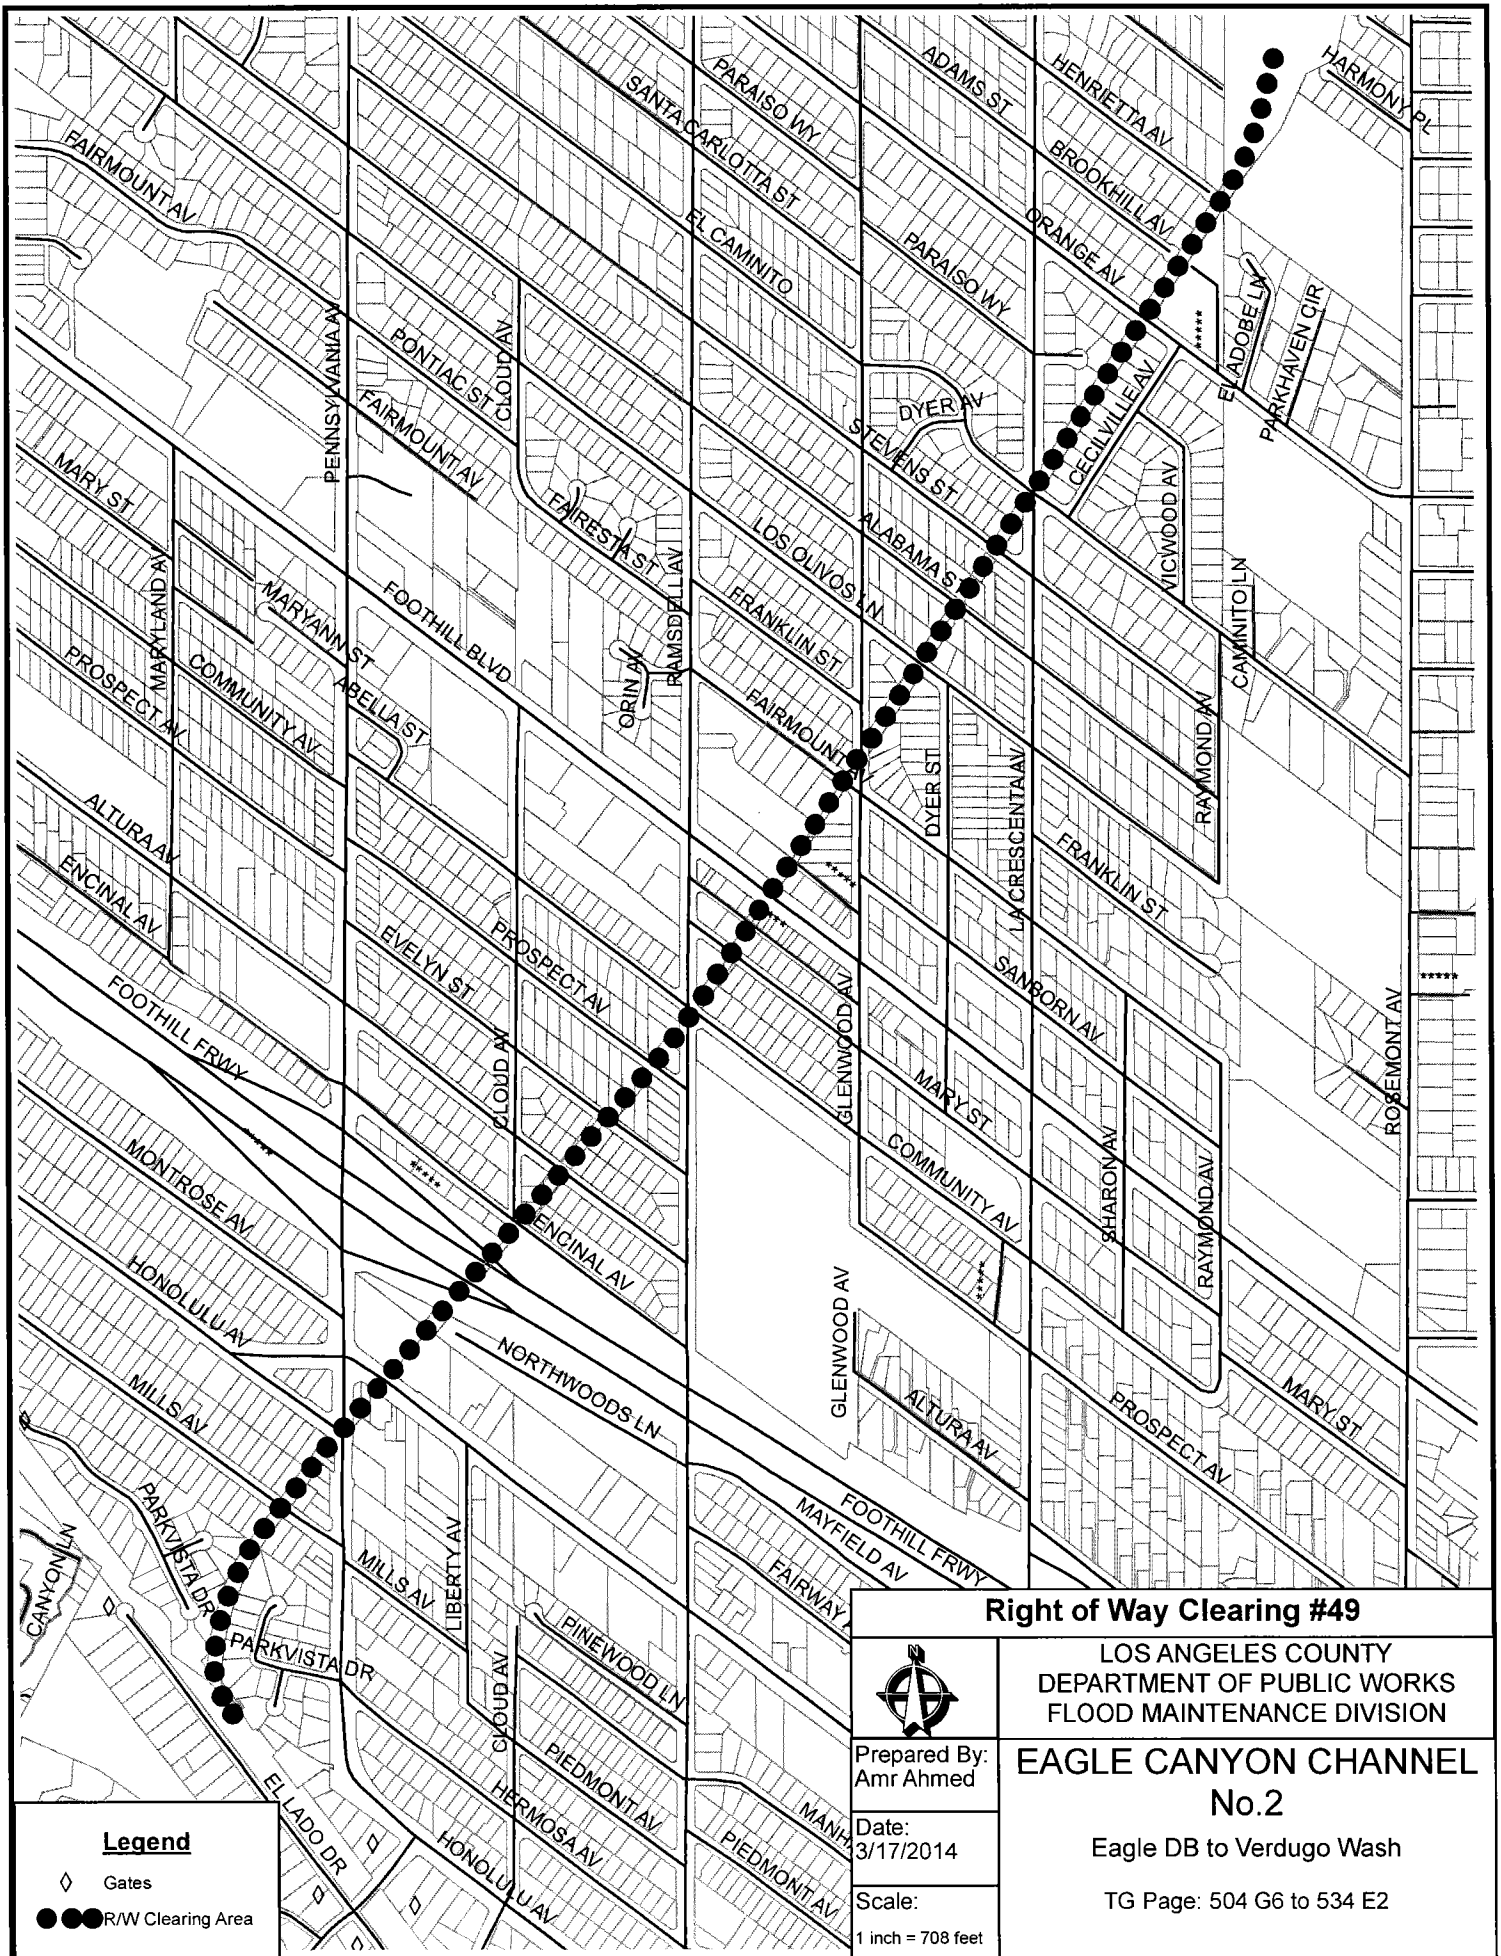 HARMONY PL
HENRIETTA AV
ADAMS ST
PARAISO WY
SANTA CARLOTTA ST
BROOKHILL AV
FAIRMOUNT AV
ORANGE AV
EL CAMINITO
PARAISO WY
EL ADOBE LN
PARKHAVEN CIR
*****
PENNSYLVANIA AV
PONTIAC ST
CLOUD AV
DYER AV
CECILVILLE AV
FAIRMOUNT AV
STEVENS ST
MARY ST
VICWOOD AV
FAIRESTA ST
LOS OLIVOS LN
ALABAMA ST
MARYLAND AV
MARYANN ST
FOOTHILL BLVD
RAMSDELL AV
FRANKLIN ST
CAMINITO LN
PROSPECT AV
COMMUNITY AV
ABELLA ST
ORIN AV
FAIRMOUNT AV
DYER ST
LA CRESCENTA AV
RAYMOND AV
ALTURA AV
ENCINAL AV
*****
FRANKLIN ST
EVELYN ST
PROSPECT AV
SANBORN AV
*****
FOOTHILL FRWY
CLOUD AV
GLENWOOD AV
ROSEMONT AV
MARY ST
*****
MONTROSE AV
*****
COMMUNITY AV
SHARON AV
RAYMOND AV
ENCINAL AV
*****
HONOLULU AV
GLENWOOD AV
NORTHWOODS LN
MILLS AV
ALTURA AV
PROSPECT AV
MARY ST
PARKVISTA DR
FOOTHILL FRWY
MAYFIELD AV
CANYON LN
MILLS AV
LIBERTY AV
FAIRWAY
PARKVISTA DR
PINEWOOD LN
CLOUD AV
PIEDMONT AV
EL LADO DR
HERMOSA AV
MANH
HONOLULU AV
PIEDMONT AV
Right of Way Clearing #49
N
LOS ANGELES COUNTY
DEPARTMENT OF PUBLIC WORKS
FLOOD MAINTENANCE DIVISION
Prepared By:
Amr Ahmed
EAGLE CANYON CHANNEL
No.2
Date:
3/17/2014
Eagle DB to Verdugo Wash
Scale:
1 inch = 708 feet
TG Page: 504 G6 to 534 E2
Legend
Gates
R/W Clearing Area